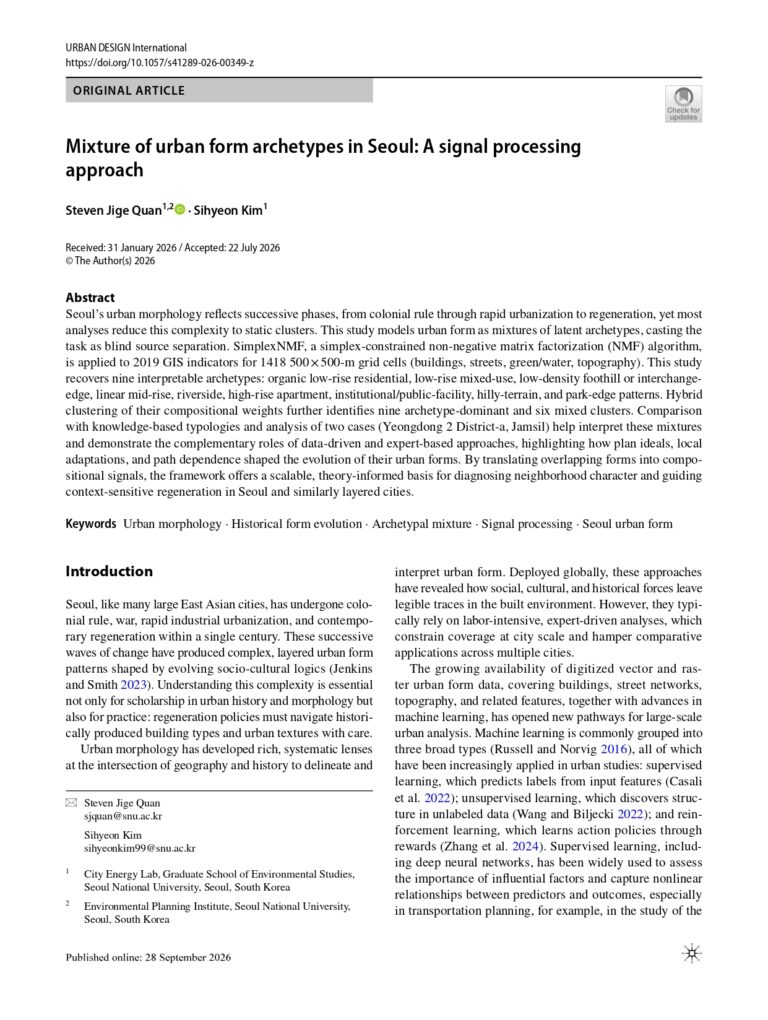 URBAN DESIGN International
https://doi.org/10.1057/s41289-026-00349-z
ORIGINAL ARTICLE
Check for
updates
Mixture of urban form archetypes in Seoul: A signal processing
approach
Steven Jige Quan1,2 · Sihyeon Kim1
Received: 31 January 2026 / Accepted: 22 July 2026
© The Author(s) 2026
Abstract
Seoul's urban morphology reflects successive phases, from colonial rule through rapid urbanization to regeneration, yet most
analyses reduce this complexity to static clusters. This study models urban form as mixtures of latent archetypes, casting the
task as blind source separation. SimplexNMF, a simplex-constrained non-negative matrix factorization (NMF) algorithm,
is applied to 2019 GIS indicators for 1418 500×500-m grid cells (buildings, streets, green/water, topography). This study
recovers nine interpretable archetypes: organic low-rise residential, low-rise mixed-use, low-density foothill or interchange-
edge, linear mid-rise, riverside, high-rise apartment, institutional/public-facility, hilly-terrain, and park-edge patterns. Hybrid
clustering of their compositional weights further identifies nine archetype-dominant and six mixed clusters. Comparison
with knowledge-based typologies and analysis of two cases (Yeongdong 2 District-a, Jamsil) help interpret these mixtures
and demonstrate the complementary roles of data-driven and expert-based approaches, highlighting how plan ideals, local
adaptations, and path dependence shaped the evolution of their urban forms. By translating overlapping forms into compo-
sitional signals, the framework offers a scalable, theory-informed basis for diagnosing neighborhood character and guiding
context-sensitive regeneration in Seoul and similarly layered cities.
Keywords Urban morphology · Historical form evolution · Archetypal mixture · Signal processing · Seoul urban form
Introduction
Seoul, like many large East Asian cities, has undergone colo-
nial rule, war, rapid industrial urbanization, and contempo-
rary regeneration within a single century. These successive
waves of change have produced complex, layered urban form
patterns shaped by evolving socio-cultural logics (Jenkins
and Smith 2023). Understanding this complexity is essential
not only for scholarship in urban history and morphology but
also for practice: regeneration policies must navigate histori-
cally produced building types and urban textures with care.
Urban morphology has developed rich, systematic lenses
at the intersection of geography and history to delineate and
Steven Jige Quan
sjquan@snu.ac.kr
Sihyeon Kim
sihyeonkim99@snu.ac.kr
1 City Energy Lab, Graduate School of Environmental Studies,
Seoul National University, Seoul, South Korea
2 Environmental Planning Institute, Seoul National University,
Seoul, South Korea
interpret urban form. Deployed globally, these approaches
have revealed how social, cultural, and historical forces leave
legible traces in the built environment. However, they typi-
cally rely on labor-intensive, expert-driven analyses, which
constrain coverage at city scale and hamper comparative
applications across multiple cities.
The growing availability of digitized vector and ras-
ter urban form data, covering buildings, street networks,
topography, and related features, together with advances in
machine learning, has opened new pathways for large-scale
urban analysis. Machine learning is commonly grouped into
three broad types (Russell and Norvig 2016), all of which
have been increasingly applied in urban studies: supervised
learning, which predicts labels from input features (Casali
et al. 2022); unsupervised learning, which discovers struc-
ture in unlabeled data (Wang and Biljecki 2022); and rein-
forcement learning, which learns action policies through
rewards (Zhang et al. 2024). Supervised learning, includ-
ing deep neural networks, has been widely used to assess
the importance of influential factors and capture nonlinear
relationships between predictors and outcomes, especially
in transportation planning, for example, in the study of the
Published online: 28 September 2026